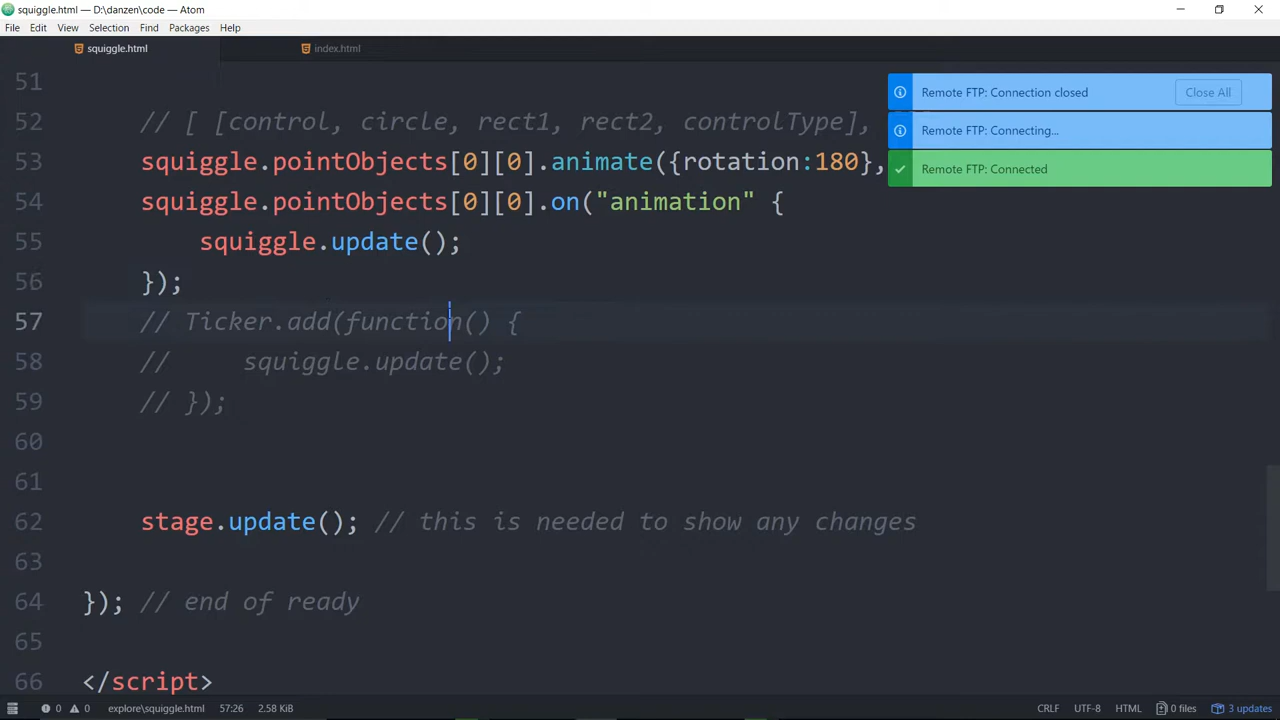 squiggle.html — D:\danzen\code — Atom
File Edit View Selection Find Packages Help
squiggle.html index.html
51
52 // [ [control, circle, rect1, rect2, controlType],
53 squiggle.pointObjects[0][0].animate({rotation:180},
54 squiggle.pointObjects[0][0].on("animation" {
55 squiggle.update();
56 });
57 // Ticker.add(function() {
58 // squiggle.update();
59 // });
60
61
62 stage.update(); // this is needed to show any changes
63
64 }); // end of ready
65
66 </script>
Remote FTP: Connection closed Close All
Remote FTP: Connecting...
Remote FTP: Connected
0 0 explore\squiggle.html 57:26 2.58 KiB CRLF UTF-8 HTML 0 files 3 updates